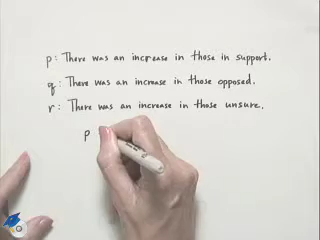 p: There was an increase in those in support.
q: There was an increase in those opposed.
r: There was an increase in those unsure.
p